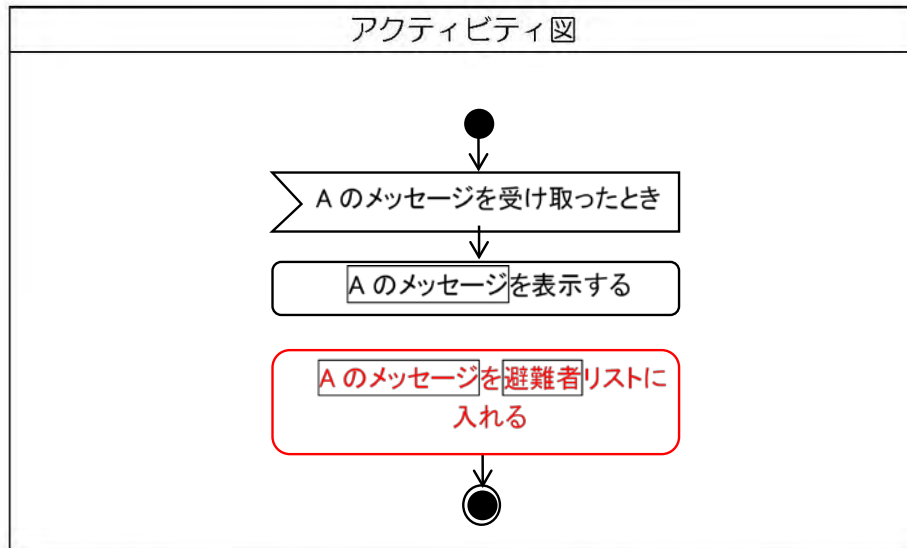 アクティビティ図
A のメッセージを受け取ったとき
A のメッセージを表示する
A のメッセージを避難者リストに
入れる